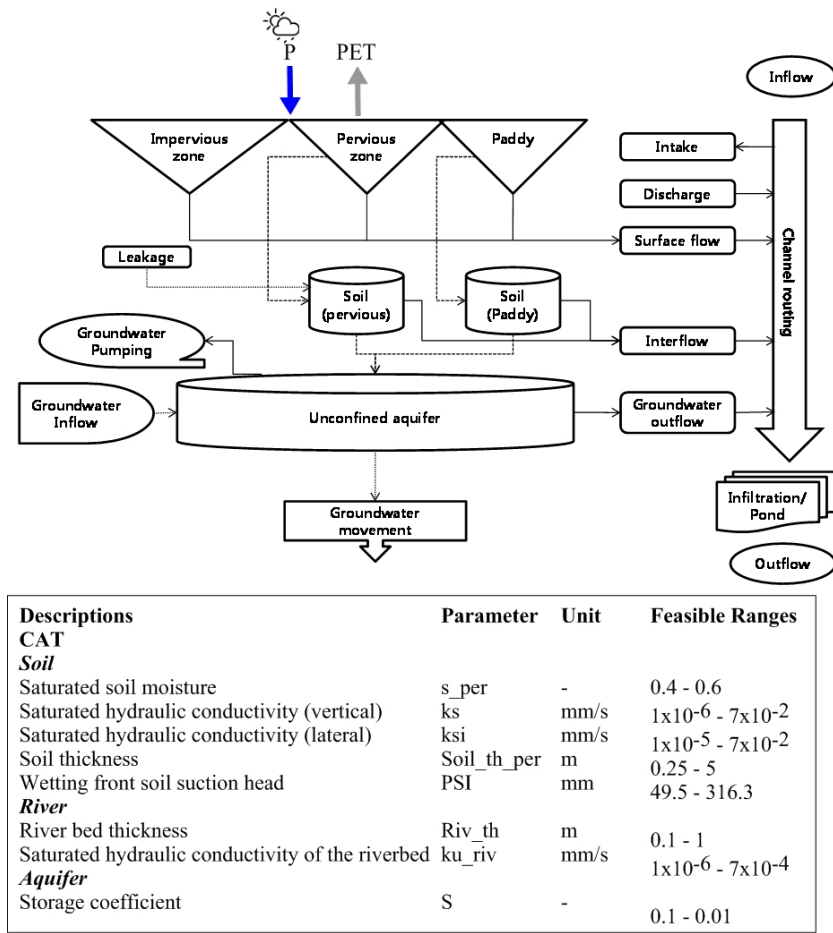 P PET
Inflow
Impervious
zone
Pervious
zone
Paddy
Intake
Discharge
Surface flow
Channel routing
Leakage
Soil
(pervious)
Soil
(Paddy)
Groundwater
Pumping
Interflow
Groundwater
Inflow
Unconfined aquifer
Groundwater
outflow
Groundwater
movement
Infiltration/
Pond
Outflow
Descriptions Parameter Unit Feasible Ranges
CAT
Soil
Saturated soil moisture s_per - 0.4 - 0.6
Saturated hydraulic conductivity (vertical) ks mm/s 1x10-6 - 7x10-2
Saturated hydraulic conductivity (lateral) ksi mm/s 1x10-5 - 7x10-2
Soil thickness Soil_th_per m 0.25 - 5
Wetting front soil suction head PSI mm 49.5 - 316.3
River
River bed thickness Riv_th m 0.1 - 1
Saturated hydraulic conductivity of the riverbed ku_riv mm/s 1x10-6 - 7x10-4
Aquifer
Storage coefficient S - 0.1 - 0.01